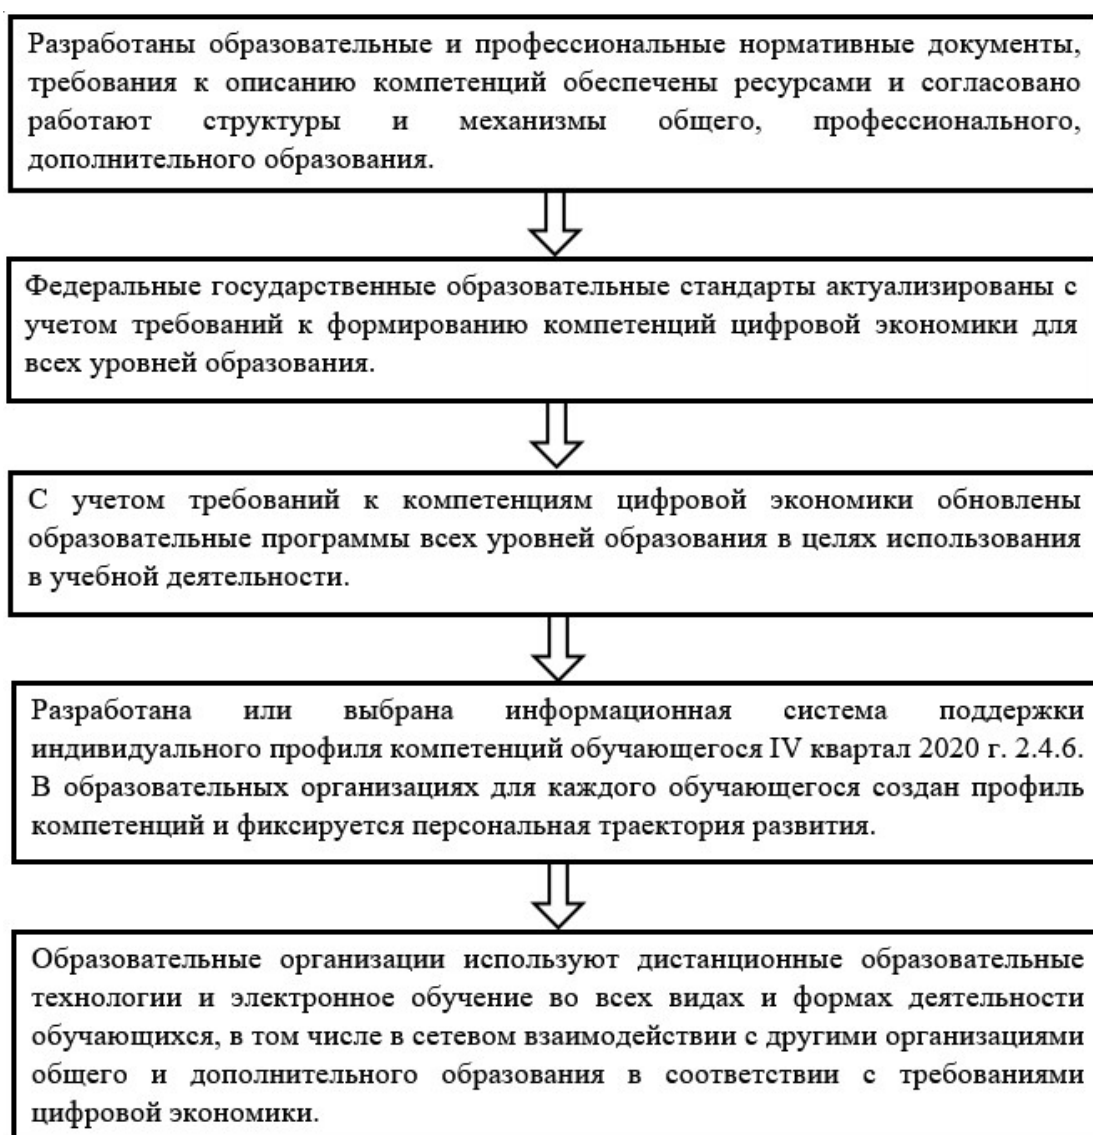 Разработаны образовательные и профессиональные нормативные документы,
требования к описанию компетенций обеспечены ресурсами и согласовано
работают структуры и механизмы общего, профессионального,
дополнительного образования.
Федеральные государственные образовательные стандарты актуализированы с
учетом требований к формированию компетенций цифровой экономики для
всех уровней образования.
С учетом требований к компетенциям цифровой экономики обновлены
образовательные программы всех уровней образования в целях использования
в учебной деятельности.
Разработана или выбрана информационная система поддержки
индивидуального профиля компетенций обучающегося IV квартал 2020 г. 2.4.6.
В образовательных организациях для каждого обучающегося создан профиль
компетенций и фиксируется персональная траектория развития.
Образовательные организации используют дистанционные образовательные
технологии и электронное обучение во всех видах и формах деятельности
обучающихся, в том числе в сетевом взаимодействии с другими организациями
общего и дополнительного образования в соответствии с требованиями
цифровой экономики.